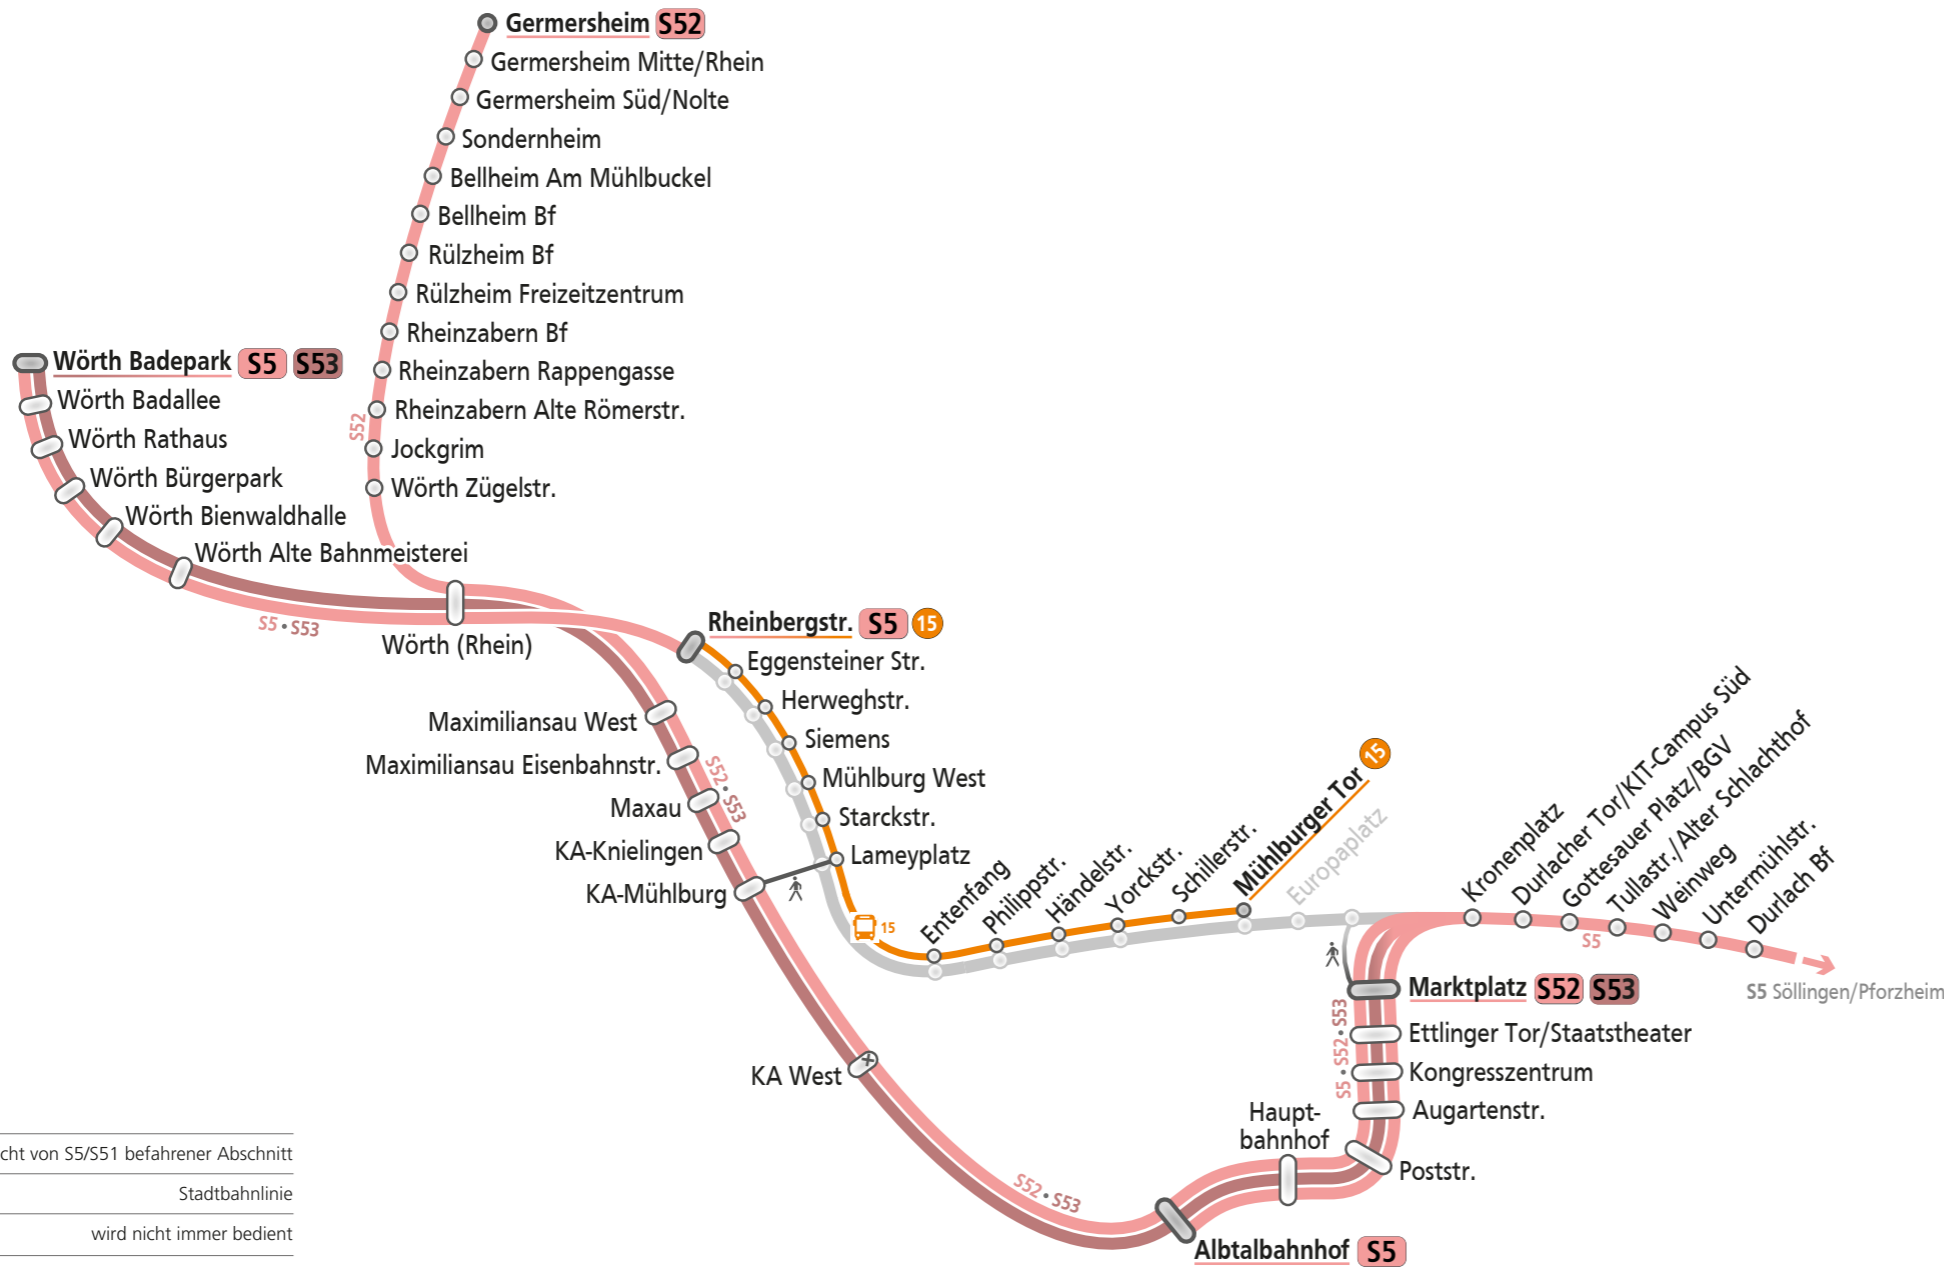 Germersheim S52
Germersheim Mitte/Rhein
Germersheim Süd/Nolte
Sondernheim
Bellheim Am Mühlbuckel
Bellheim Bf
Rülzheim Bf
Rülzheim Freizeitzentrum
Rheinzabern Bf
Rheinzabern Rappengasse
Rheinzabern Alte Römerstr.
S52
Jockgrim
Wörth Zügelstr.
Wörth Badepark S5 S53
Wörth Badallee
Wörth Rathaus
Wörth Bürgerpark
Wörth Bienwaldhalle
Wörth Alte Bahnmeisterei
S5 • S53
Wörth (Rhein)
Rheinbergstr. S5 15
Eggensteiner Str.
Herweghstr.
Siemens
Mühlburg West
Starckstr.
Lameyplatz
15
Maximiliansau West
Maximiliansau Eisenbahnstr.
S52 • S53
Maxau
KA-Knielingen
KA-Mühlburg
KA West
S52 • S53
Entenfang
Philippstr.
Händelstr.
Yorckstr.
Schillerstr.
Mühlburger Tor 15
Europaplatz
Kronenplatz
Durlacher Tor/KIT-Campus Süd
Gottesauer Platz/BGV
Tullastr./Alter Schlachthof
Weinweg
Untermühlstr.
Durlach Bf
S5
S5 Söllingen/Pforzheim
Marktplatz S52 S53
Ettlinger Tor/Staatstheater
Kongresszentrum
Augartenstr.
S5 • S52 • S53
Poststr.
Haupt-
bahnhof
Albtalbahnhof S5
cht von S5/S51 befahrener Abschnitt
Stadtbahnlinie
wird nicht immer bedient